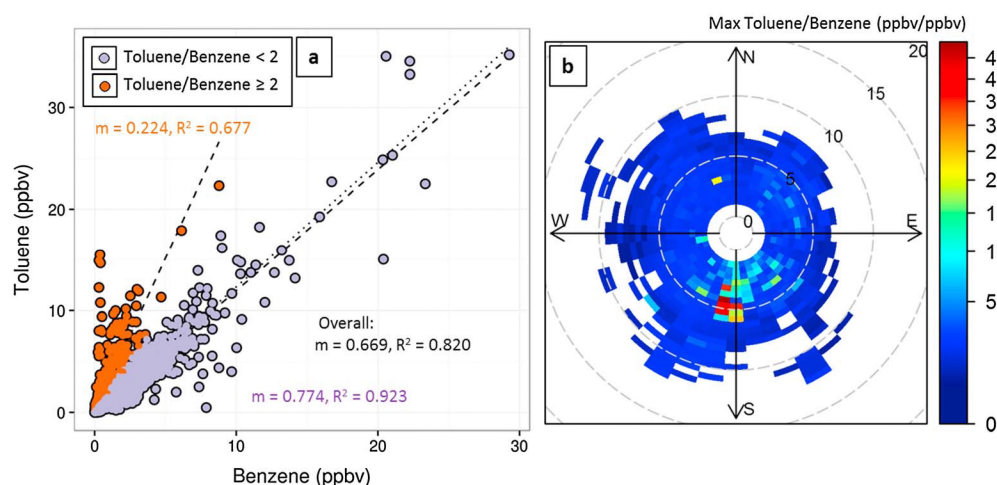 Toluene/Benzene < 2
Toluene/Benzene ≥ 2
a
m = 0.224, R² = 0.677
Overall:
m = 0.669, R² = 0.820
m = 0.774, R² = 0.923
Toluene (ppbv)
30
20
10
0
0
10
20
30
Benzene (ppbv)
Max Toluene/Benzene (ppbv/ppbv)
b
N
W
E
S
20
15
10
5
0
4
4
3
3
2
2
1
1
5
0